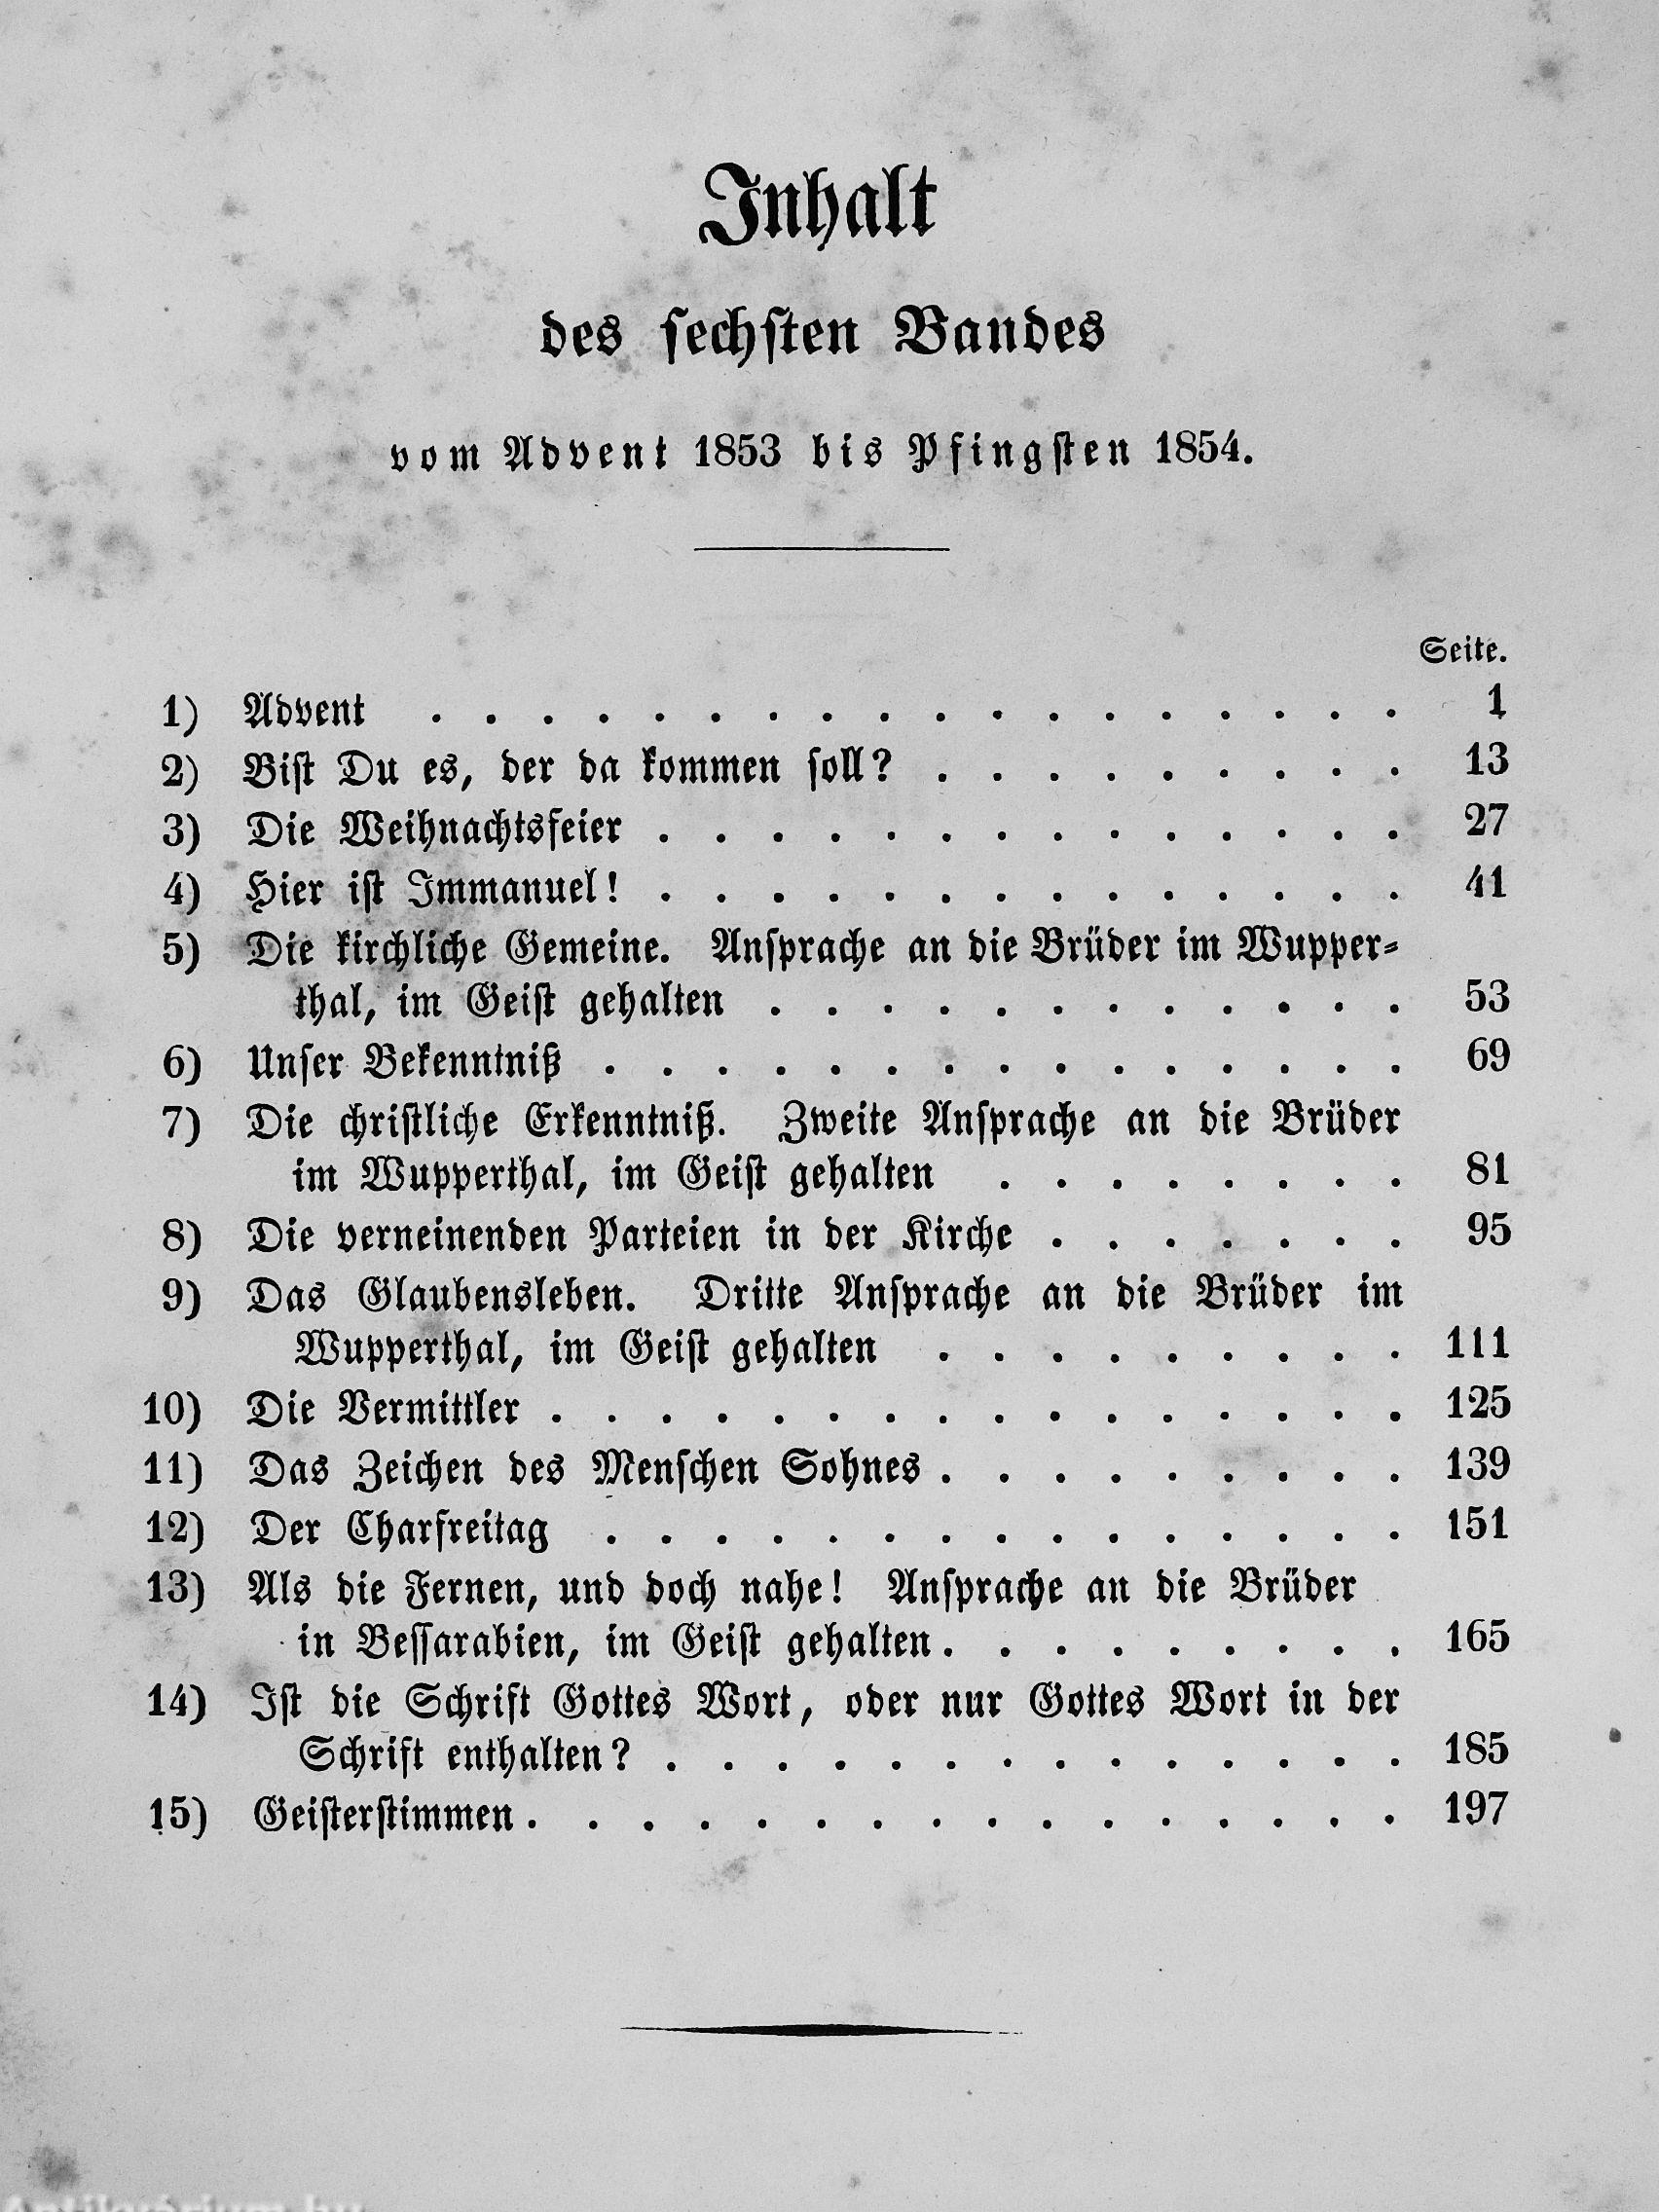 Inhalt
des sechsten Bandes
vom Advent 1853 bis Pfingsten 1854.
Seite.
1) Advent . . . . . . . . . . . . . . . . . . 1
2) Bist Du es, der da kommen soll? . . . . . . . . . 13
3) Die Weihnachtsfeier . . . . . . . . . . . . . . 27
4) Hier ist Immanuel! . . . . . . . . . . . . . . 41
5) Die kirchliche Gemeine. Ansprache an die Brüder im Wupper-
thal, im Geist gehalten . . . . . . . . . . . . 53
6) Unser Bekenntniß . . . . . . . . . . . . . . . 69
7) Die christliche Erkenntniß. Zweite Ansprache an die Brüder
im Wupperthal, im Geist gehalten . . . . . . . . 81
8) Die verneinenden Parteien in der Kirche . . . . . . . 95
9) Das Glaubensleben. Dritte Ansprache an die Brüder im
Wupperthal, im Geist gehalten . . . . . . . . . 111
10) Die Vermittler . . . . . . . . . . . . . . . . 125
11) Das Zeichen des Menschen Sohnes . . . . . . . . . 139
12) Der Charfreitag . . . . . . . . . . . . . . . 151
13) Als die Fernen, und doch nahe! Ansprache an die Brüder
in Bessarabien, im Geist gehalten . . . . . . . . . 165
14) Ist die Schrift Gottes Wort, oder nur Gottes Wort in der
Schrift enthalten? . . . . . . . . . . . . . . 185
15) Geisterstimmen . . . . . . . . . . . . . . . . 197